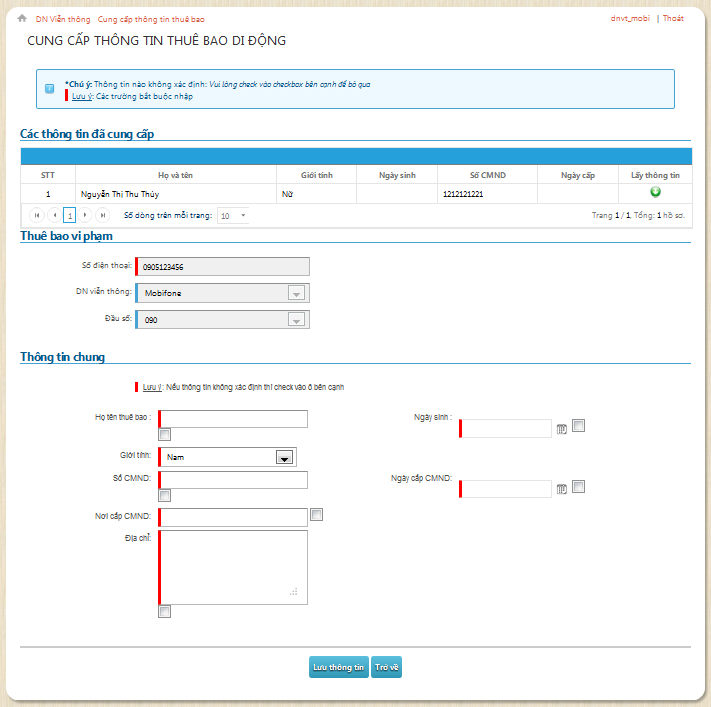 DN Viễn thông Cung cấp thông tin thuê bao
dnvt_mobi | Thoát
CUNG CẤP THÔNG TIN THUÊ BAO DI ĐỘNG
*Chú ý: Thông tin nào không xác định: Vui lòng check vào checkbox bên cạnh để bỏ qua
Lưu ý: Các trường bắt buộc nhập
Các thông tin đã cung cấp
STT Họ và tên Giới tính Ngày sinh Số CMND Ngày cấp Lấy thông tin
1 Nguyễn Thị Thu Thúy Nữ 1212121221
1 Số dòng trên mỗi trang: 10 Trang 1 / 1, Tổng: 1 hồ sơ.
Thuê bao vi phạm
Số điện thoại: 0905123456
DN viễn thông: Mobifone
Đầu số: 090
Thông tin chung
Lưu ý: Nếu thông tin không xác định thì check vào ô bên cạnh
Họ tên thuê bao : Ngày sinh :
Giới tính: Nam
Số CMND: Ngày cấp CMND:
Nơi cấp CMND:
Địa chỉ:
Lưu thông tin Trở về